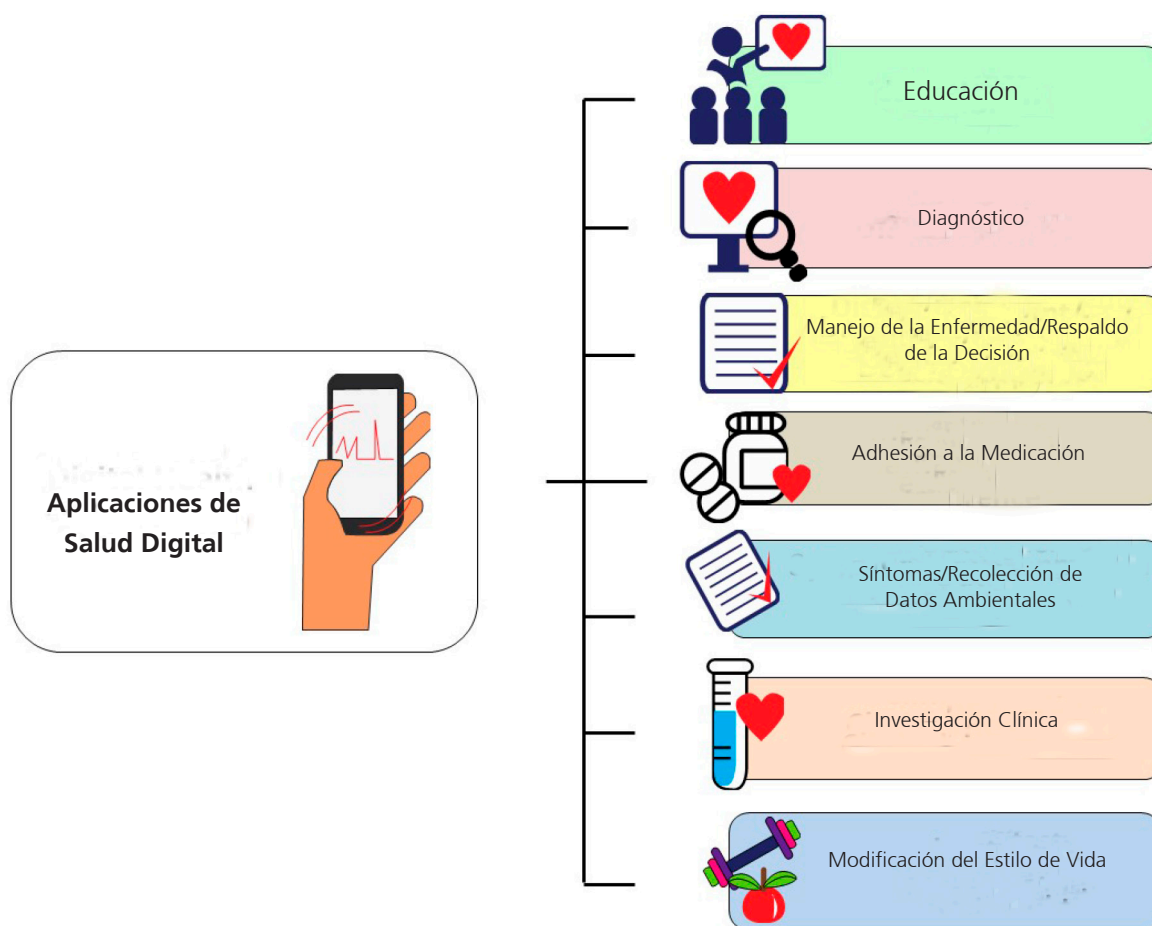 Aplicaciones de
Salud Digital
Educación
Diagnóstico
Manejo de la Enfermedad/Respaldo
de la Decisión
Adhesión a la Medicación
Síntomas/Recolección de
Datos Ambientales
Investigación Clínica
Modificación del Estilo de Vida